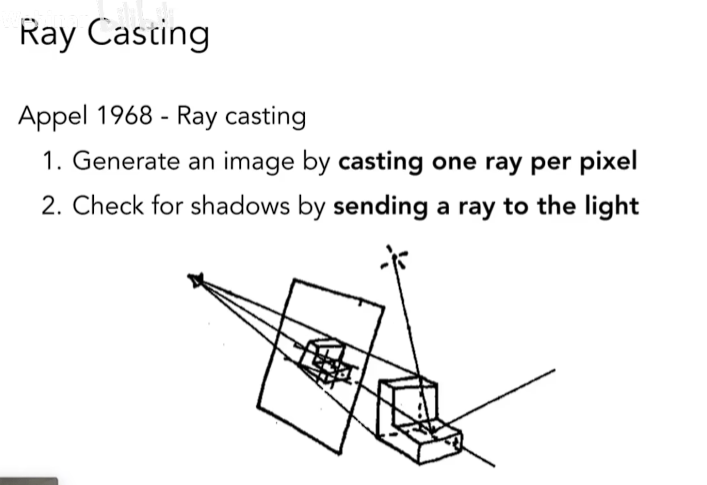 Ray Casting
Appel 1968 - Ray casting
1. Generate an image by casting one ray per pixel
2. Check for shadows by sending a ray to the light